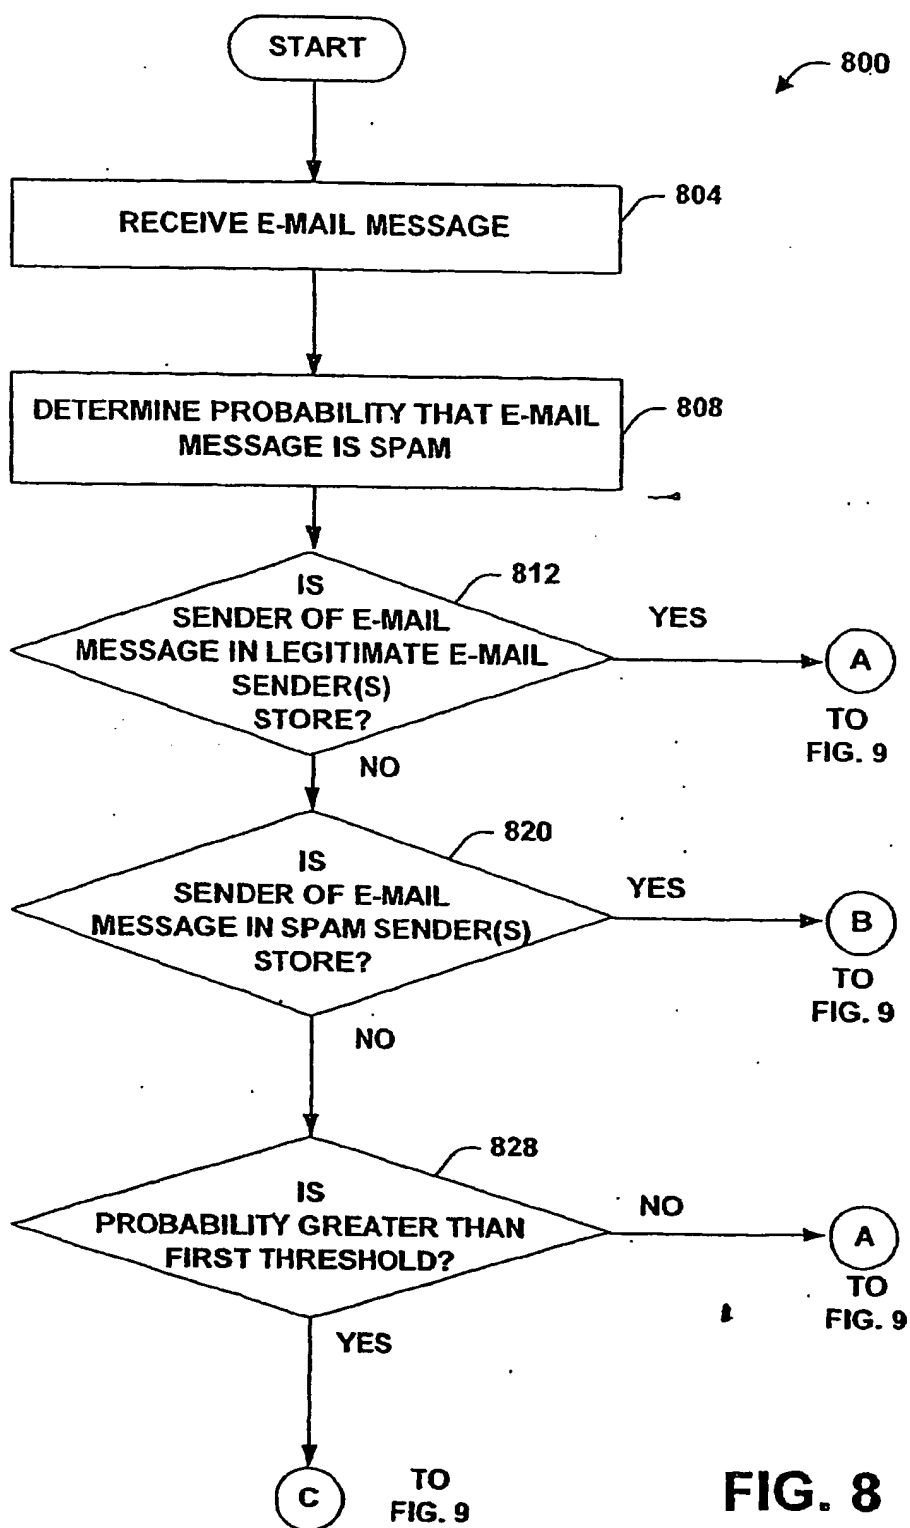 START
800
804
RECEIVE E-MAIL MESSAGE
DETERMINE PROBABILITY THAT E-MAIL
MESSAGE IS SPAM
808
812
IS
SENDER OF E-MAIL
MESSAGE IN LEGITIMATE E-MAIL
SENDER(S)
STORE?
YES
A
TO
FIG. 9
NO
820
IS
SENDER OF E-MAIL
MESSAGE IN SPAM SENDER(S)
STORE?
YES
B
TO
FIG. 9
NO
828
IS
PROBABILITY GREATER THAN
FIRST THRESHOLD?
NO
A
TO
FIG. 9
YES
C
TO
FIG. 9
FIG. 8